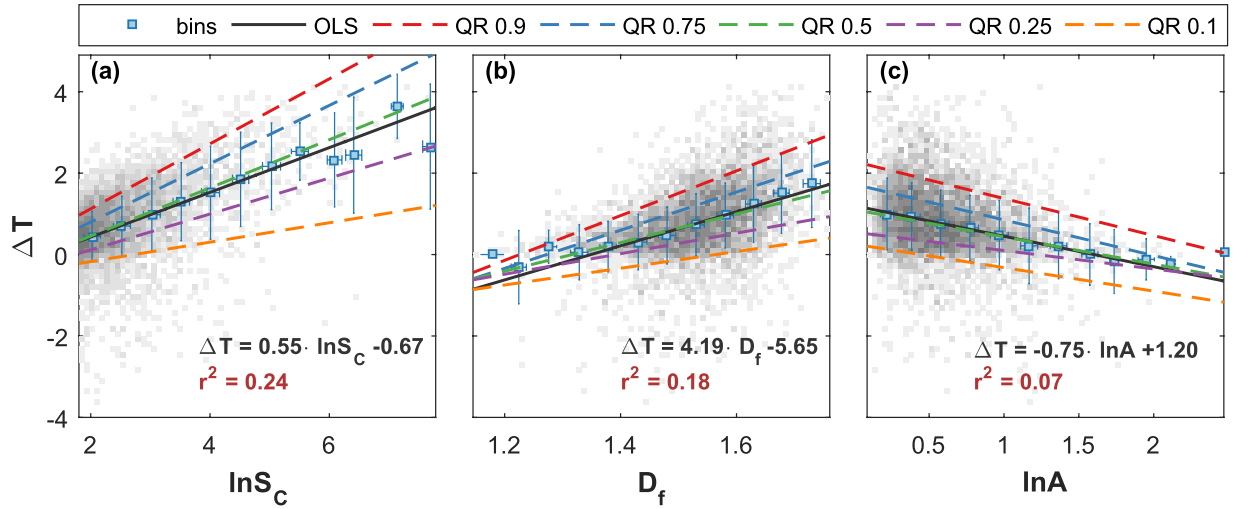 bins OLS QR 0.9 QR 0.75 QR 0.5 QR 0.25 QR 0.1
(a) (b) (c)
4
2
0
-2
-4
ΔT
ΔT = 0.55· lnS_C -0.67
r² = 0.24
ΔT = 4.19· D_f -5.65
r² = 0.18
ΔT = -0.75· lnA +1.20
r² = 0.07
2 4 6
1.2 1.4 1.6
0.5 1 1.5 2
lnS_C
D_f
lnA